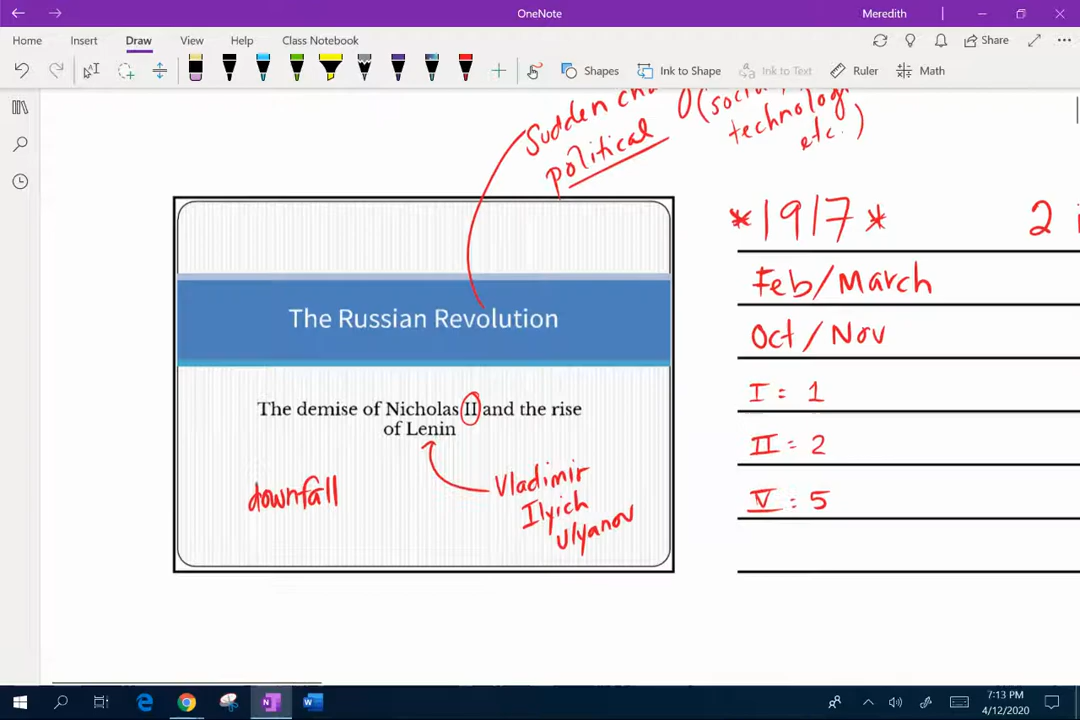 OneNote
Meredith
Home Insert Draw View Help Class Notebook
Share
Shapes Ink to Shape Ink to Text Ruler Math
Sudden
political
technolog
etc.)
*1917* 2
Feb/March
Oct/Nov
I = 1
II = 2
V = 5
The Russian Revolution
The demise of Nicholas II and the rise
of Lenin
downfall
Vladimir
Ilyich
Ulyanov
7:13 PM
4/12/2020